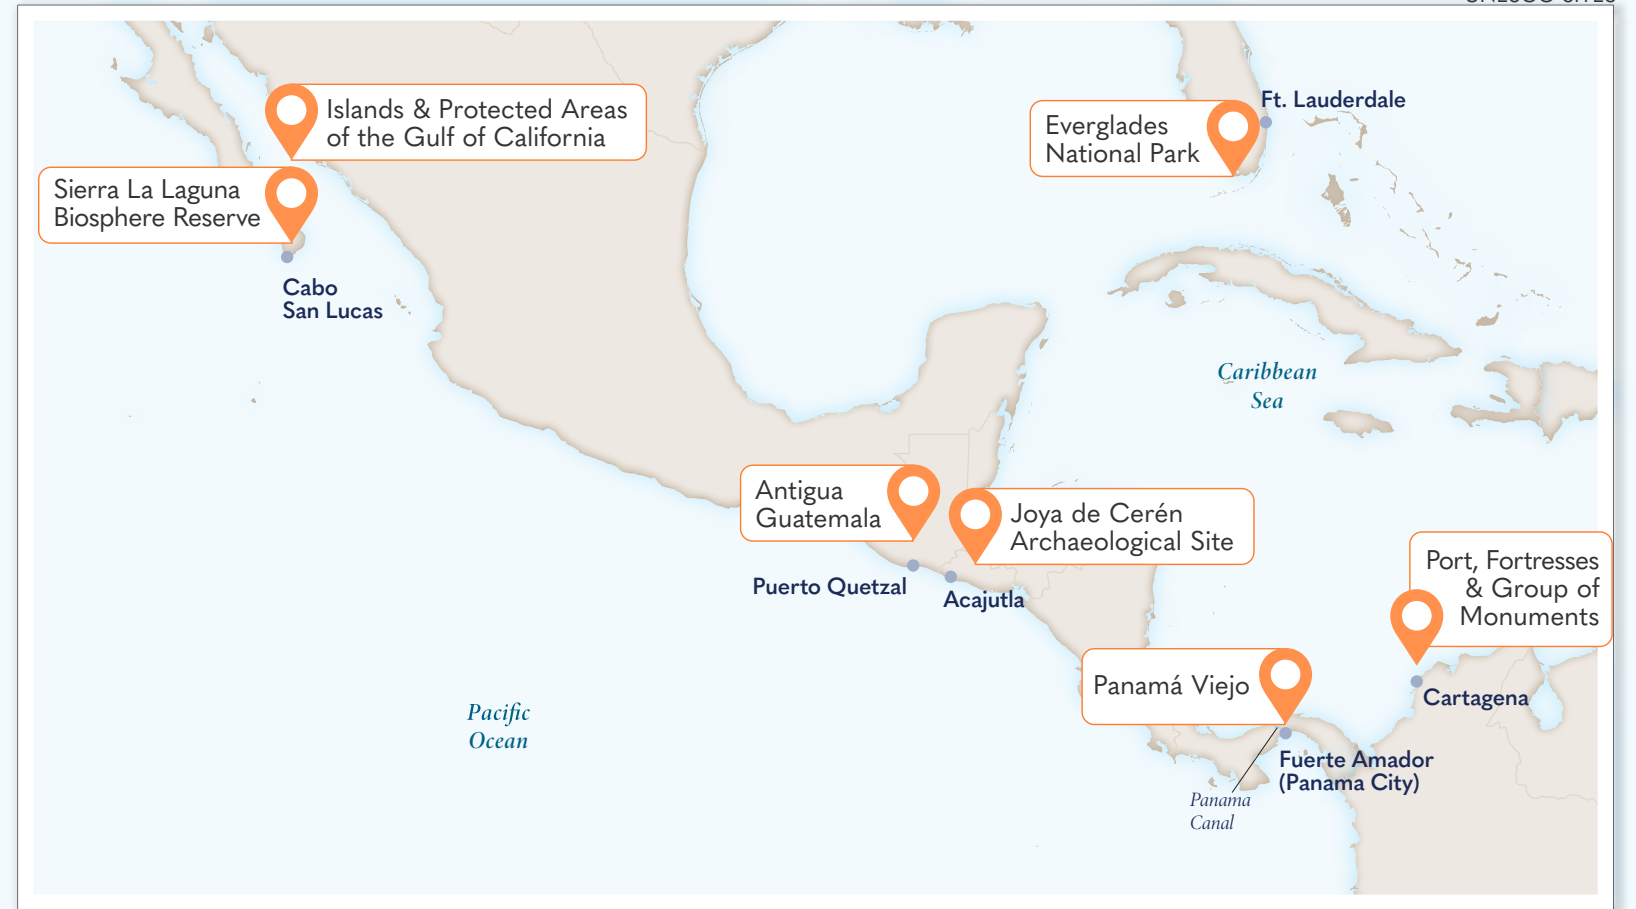 UNESCO SITES
Islands & Protected Areas
of the Gulf of California
Sierra La Laguna
Biosphere Reserve
Cabo
San Lucas
Everglades
National Park
Ft. Lauderdale
Caribbean
Sea
Antigua
Guatemala
Joya de Cerén
Archaeological Site
Puerto Quetzal
Acajutla
Port, Fortresses
& Group of
Monuments
Panamá Viejo
Cartagena
Pacific
Ocean
Fuerte Amador
(Panama City)
Panama
Canal